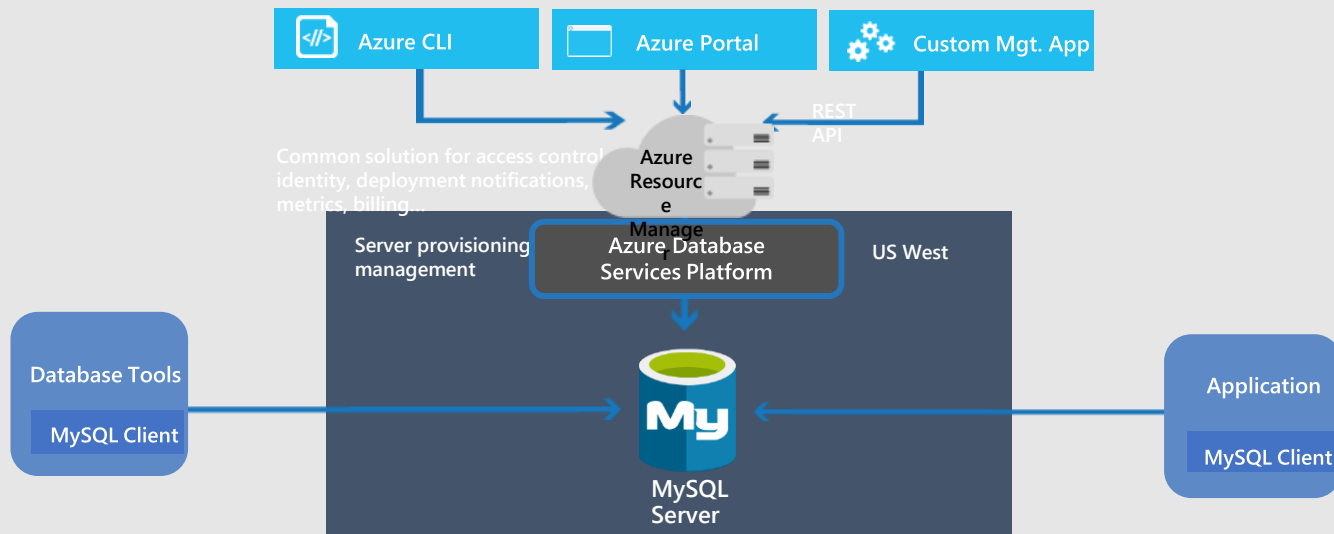 </>
Azure CLI
Azure Portal
Custom Mgt. App
REST
API
Common solution for access control
identity, deployment notifications,
metrics, billing...
Azure
Resourc
e
Manage
r
Server provisioning
management
Azure Database
Services Platform
US West
Database Tools
MySQL Client
My
MySQL
Server
Application
MySQL Client